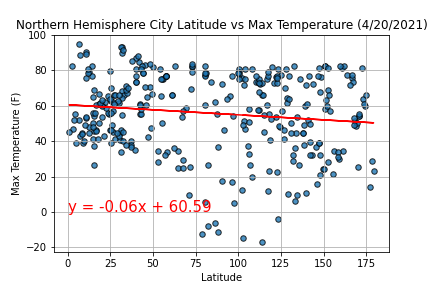 Northern Hemisphere City Latitude vs Max Temperature (4/20/2021)
100
80
60
40
20
0
−20
Max Temperature (F)
y = -0.06x + 60.59
0 25 50 75 100 125 150 175
Latitude